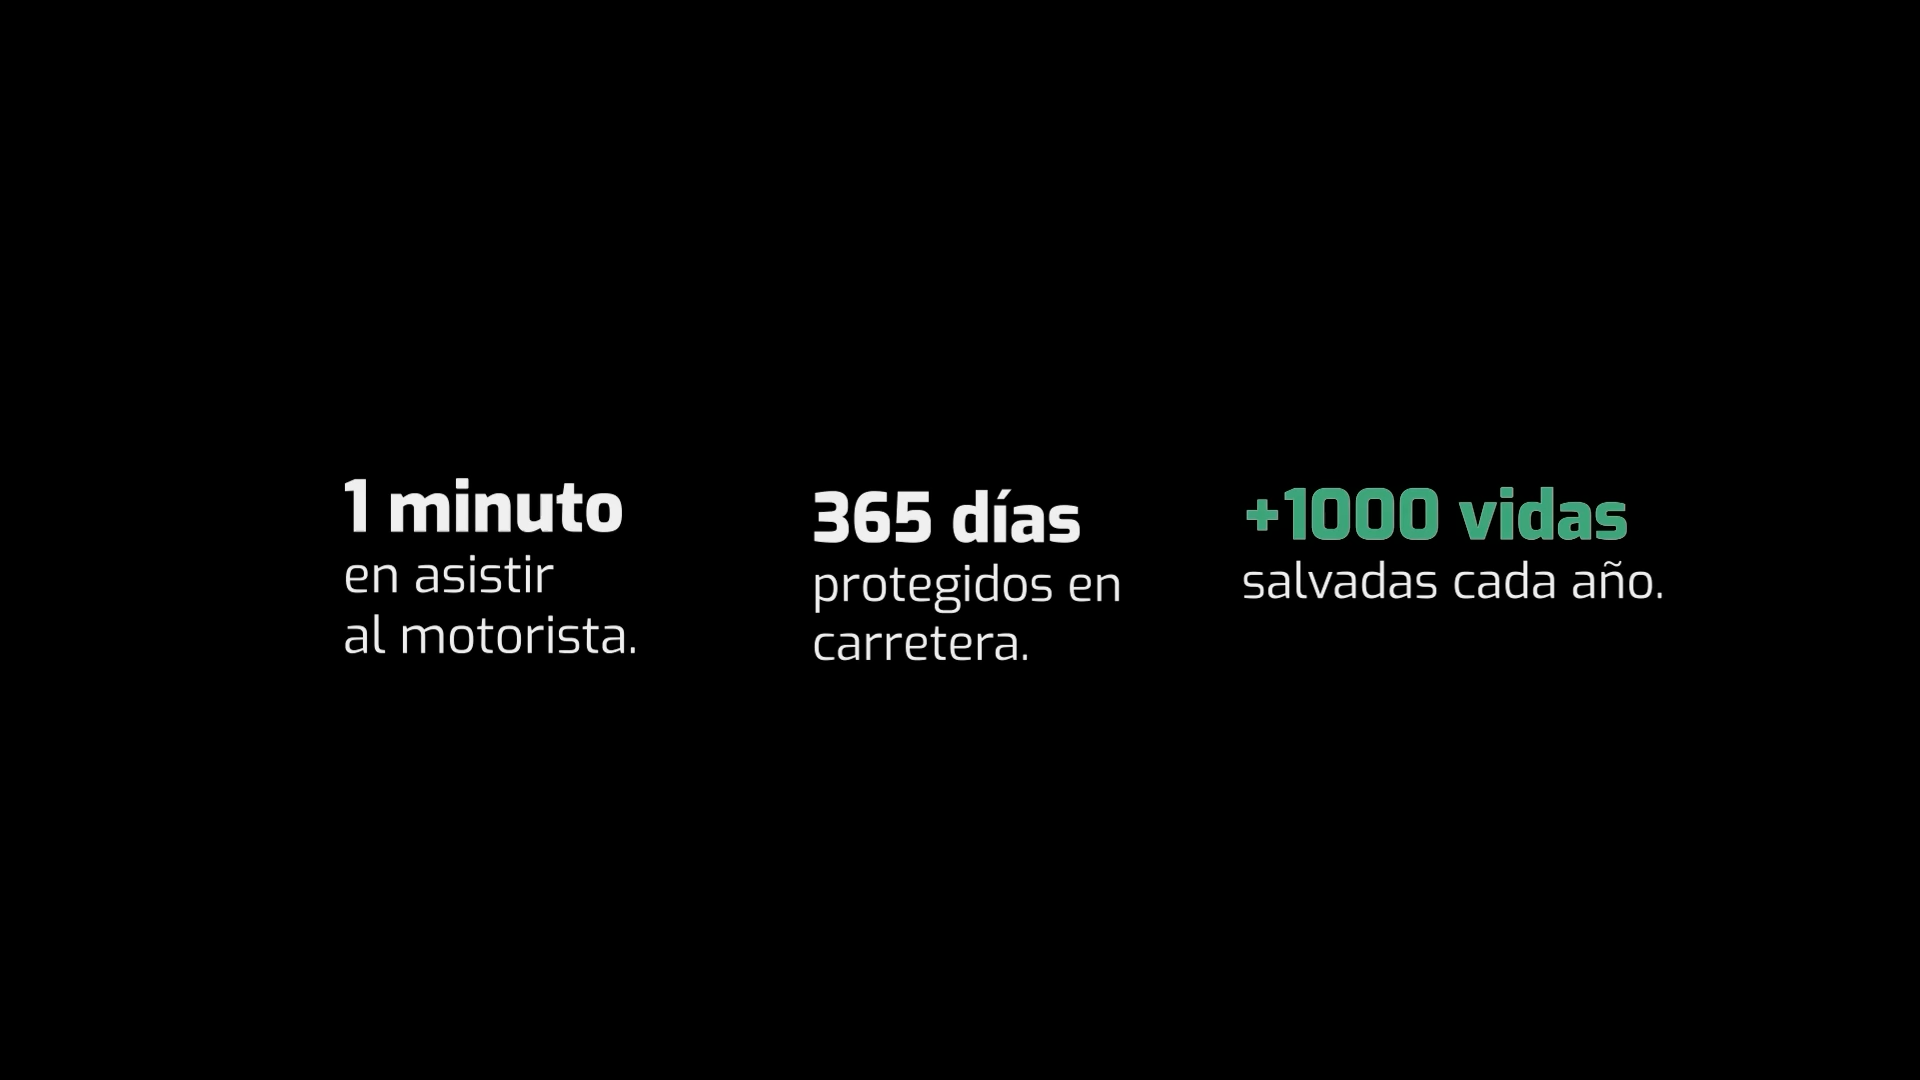 1 minuto
en asistir
al motorista.
365 días
protegidos en
carretera.
+1000 vidas
salvadas cada año.